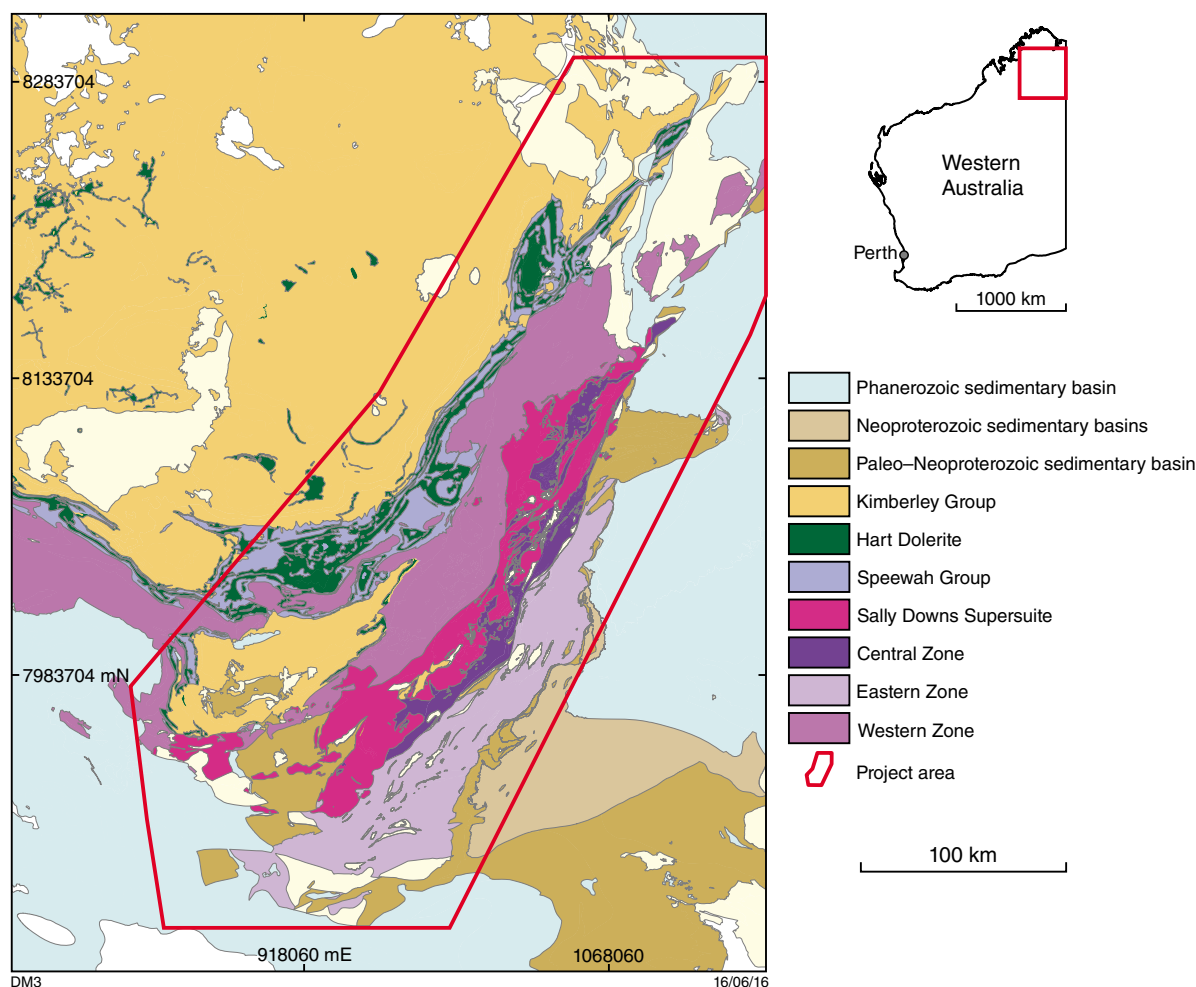 8283704
8133704
7983704 mN
918060 mE
1068060
DM3
16/06/16
Western
Australia
Perth
1000 km
Phanerozoic sedimentary basin
Neoproterozoic sedimentary basins
Paleo–Neoproterozoic sedimentary basin
Kimberley Group
Hart Dolerite
Speewah Group
Sally Downs Supersuite
Central Zone
Eastern Zone
Western Zone
Project area
100 km